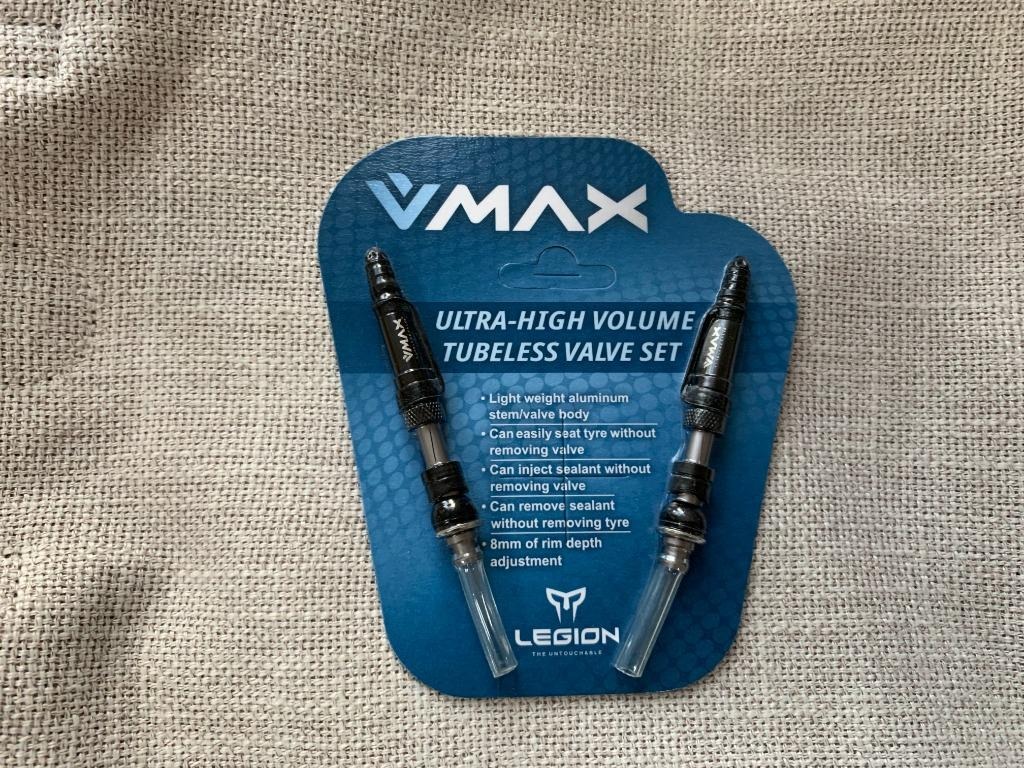 VMAX
ULTRA-HIGH VOLUME
TUBELESS VALVE SET
VMAX
VMAX
• Light weight aluminum
stem/valve body
• Can easily seat tyre without
removing valve
• Can inject sealant without
removing valve
• Can remove sealant
without removing tyre
• 8mm of rim depth
adjustment
LEGION
THE UNTOUCHABLE